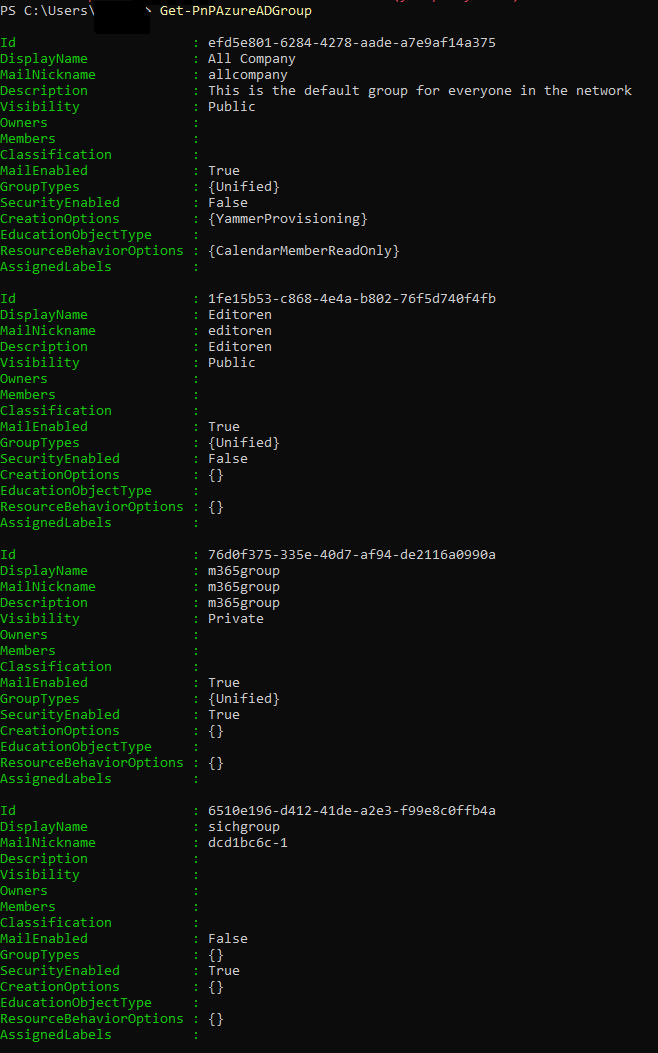 PS C:\Users\ > Get-PnPAzureADGroup
Id : efd5e801-6284-4278-aade-a7e9af14a375
DisplayName : All Company
MailNickname : allcompany
Description : This is the default group for everyone in the network
Visibility : Public
Owners :
Members :
Classification :
MailEnabled : True
GroupTypes : {Unified}
SecurityEnabled : False
CreationOptions : {YammerProvisioning}
EducationObjectType :
ResourceBehaviorOptions : {CalendarMemberReadOnly}
AssignedLabels :
Id : 1fe15b53-c868-4e4a-b802-76f5d740f4fb
DisplayName : Editoren
MailNickname : editoren
Description : Editoren
Visibility : Public
Owners :
Members :
Classification :
MailEnabled : True
GroupTypes : {Unified}
SecurityEnabled : False
CreationOptions : {}
EducationObjectType :
ResourceBehaviorOptions : {}
AssignedLabels :
Id : 76d0f375-335e-40d7-af94-de2116a0990a
DisplayName : m365group
MailNickname : m365group
Description : m365group
Visibility : Private
Owners :
Members :
Classification :
MailEnabled : True
GroupTypes : {Unified}
SecurityEnabled : True
CreationOptions : {}
EducationObjectType :
ResourceBehaviorOptions : {}
AssignedLabels :
Id : 6510e196-d412-41de-a2e3-f99e8c0ffb4a
DisplayName : sichgroup
MailNickname : dcd1bc6c-1
Description :
Visibility :
Owners :
Members :
Classification :
MailEnabled : False
GroupTypes : {}
SecurityEnabled : True
CreationOptions : {}
EducationObjectType :
ResourceBehaviorOptions : {}
AssignedLabels :